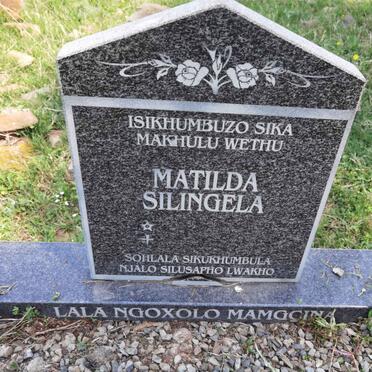 ISIKHUMBUZO SIKA
MAKHULU WETHU
MATILDA
SILINGELA
SOHLALA SIKUKHUMBULA
NJALO SILUSAPHO LWAKHO
LALA NGOXOLO MAMGCINA